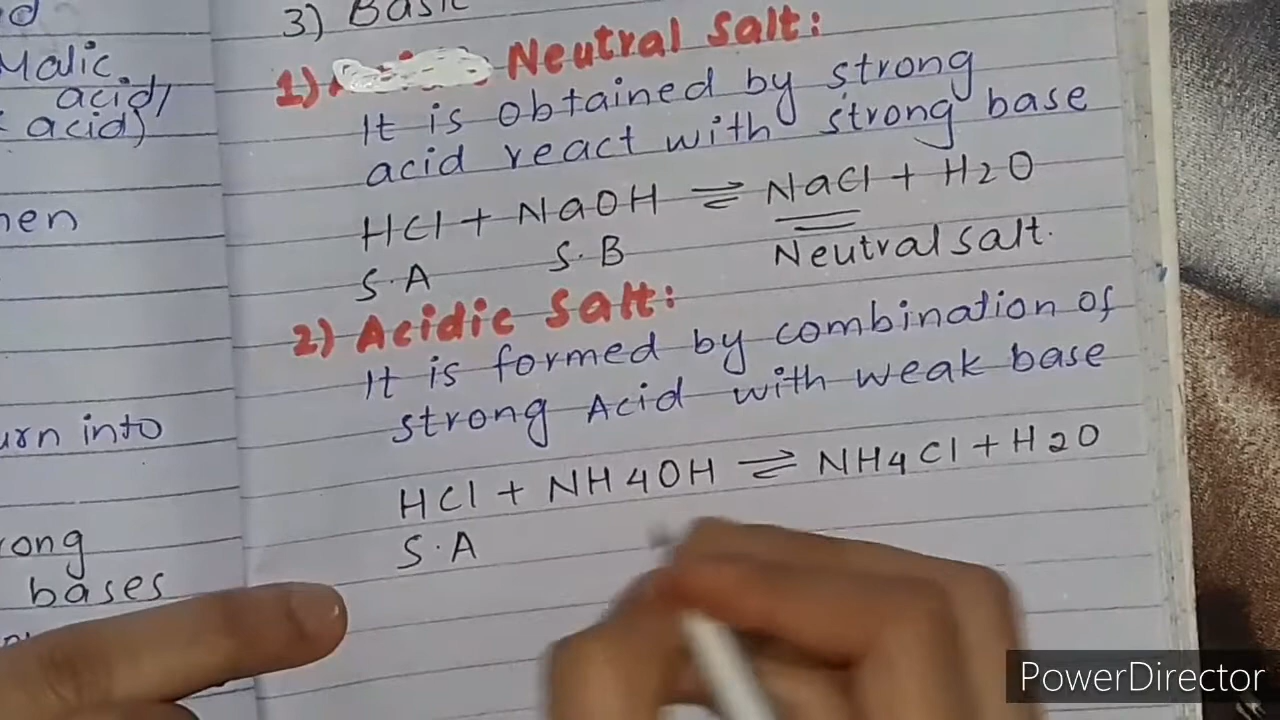 3) Basic
Malic
acid,
acid)
1) Neutral Salt:
It is obtained by strong
acid react with strong base
HCl + NaOH ⇌ NaCl + H2O
S.A S.B Neutral salt.
2) Acidic Salt:
It is formed by combination of
strong Acid with weak base
urn into
HCl + NH4OH ⇌ NH4Cl + H2O
S.A
ong
bases
PowerDirector